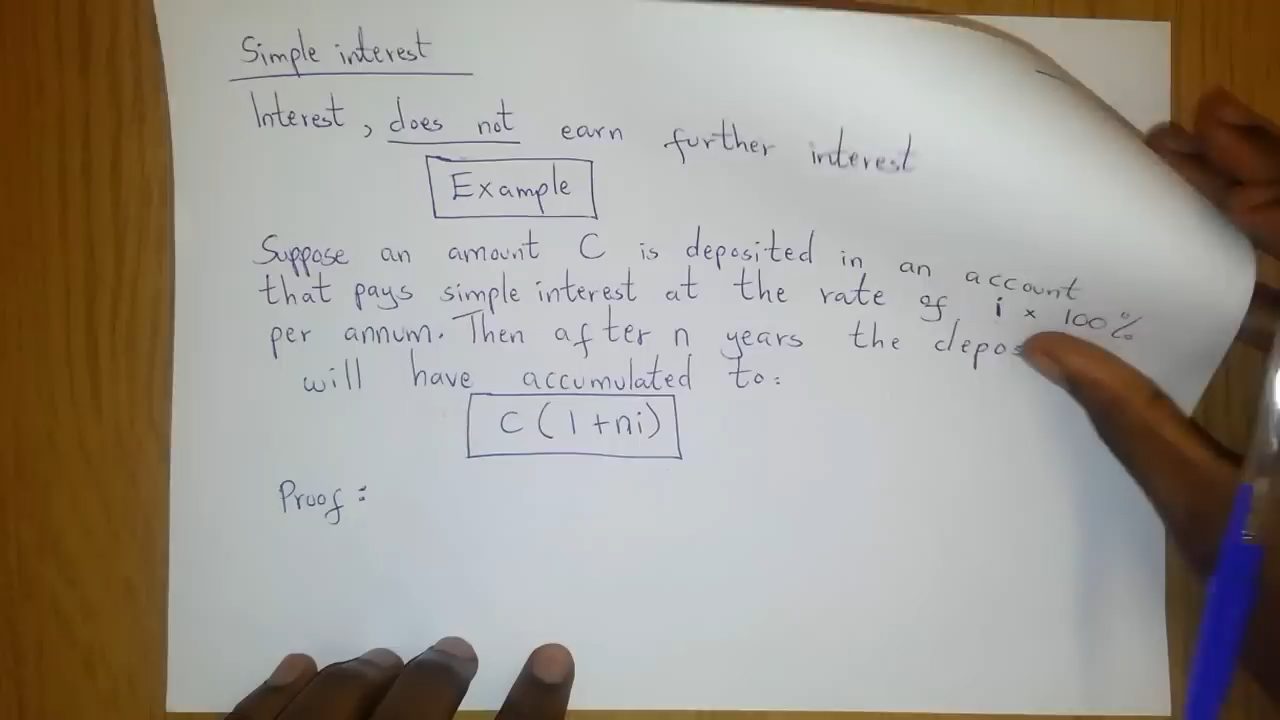 Simple interest
Interest, does not earn further interest
Example
Suppose an amount C is deposited in an account
that pays simple interest at the rate of i × 100%
per annum. Then after n years the depos
will have accumulated to:
C(1+ni)
Proof: